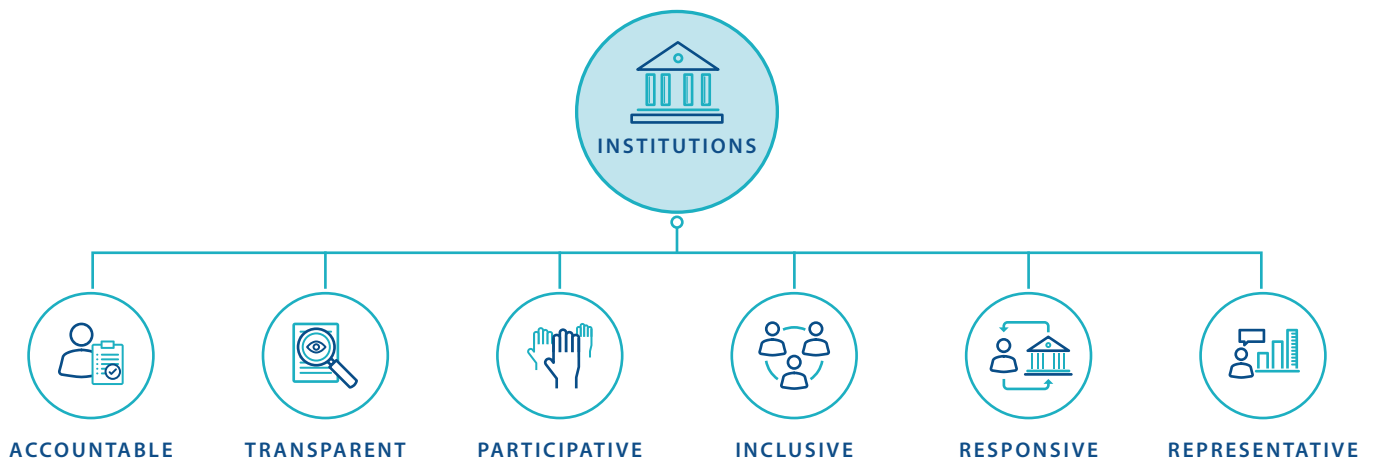 INSTITUTIONS
ACCOUNTABLE
TRANSPARENT
PARTICIPATIVE
INCLUSIVE
RESPONSIVE
REPRESENTATIVE